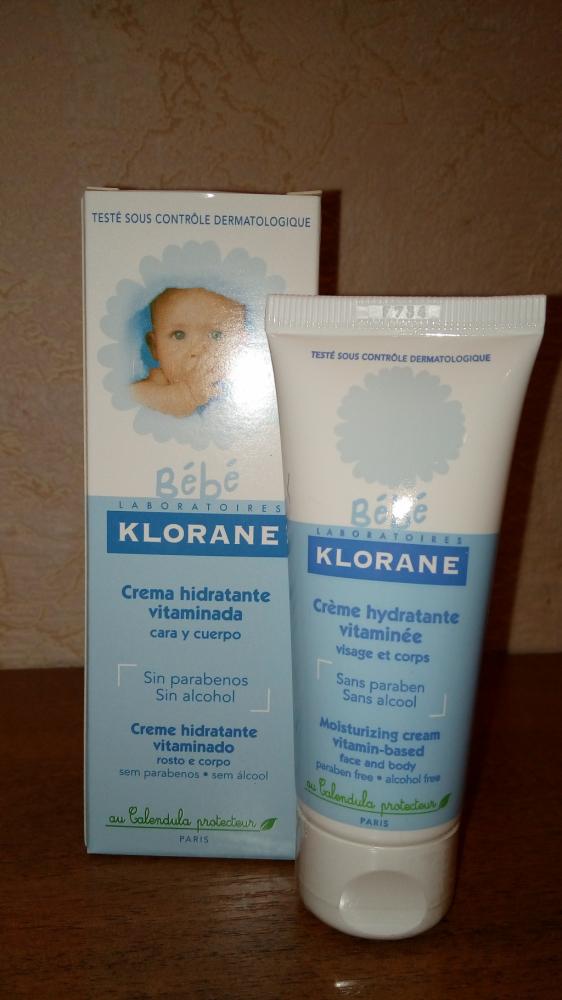 TESTÉ SOUS CONTRÔLE DERMATOLOGIQUE
Bébé
LABORATOIRES
KLORANE
Crema hidratante
vitaminada
cara y cuerpo
Sin parabenos
Sin alcohol
Creme hidratante
vitaminado
rosto e corpo
sem parabenos • sem álcool
au Calendula protecteur
PARIS
TESTÉ SOUS CONTRÔLE DERMATOLOGIQUE
Bébé
LABORATOIRES
KLORANE
Crème hydratante
vitaminée
visage et corps
Sans paraben
Sans alcool
Moisturizing cream
vitamin-based
face and body
paraben free • alcohol free
au Calendula protecteur
PARIS